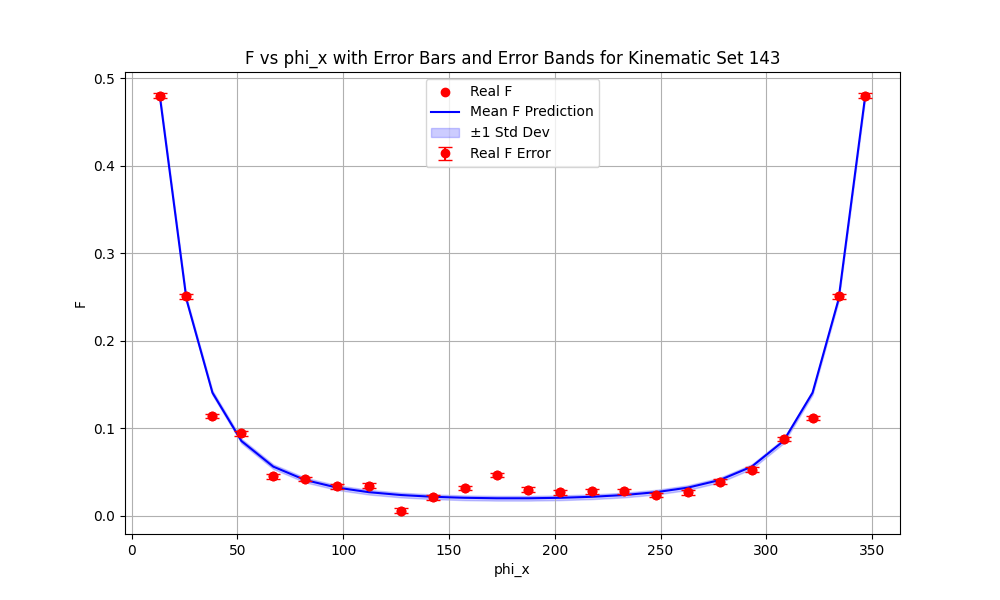 F vs phi_x with Error Bars and Error Bands for Kinematic Set 143
Real F
Mean F Prediction
±1 Std Dev
Real F Error
F
0.5
0.4
0.3
0.2
0.1
0.0
0 50 100 150 200 250 300 350
phi_x